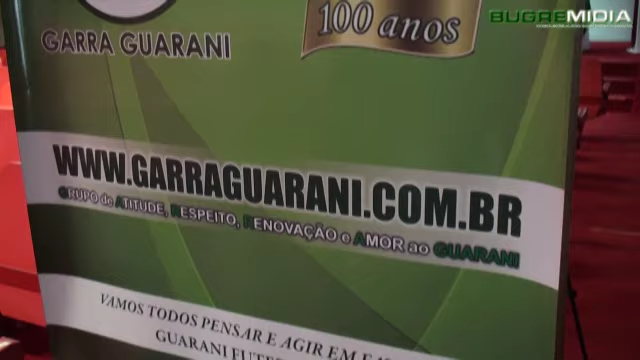 BUGREMIDIA
100 anos
GARRA GUARANI
WWW.GARRAGUARANI.COM.BR
GRUPO de ATITUDE, RESPEITO, RENOVAÇÃO e AMOR ao GUARANI
VAMOS TODOS PENSAR E AGIR EM
GUARANI